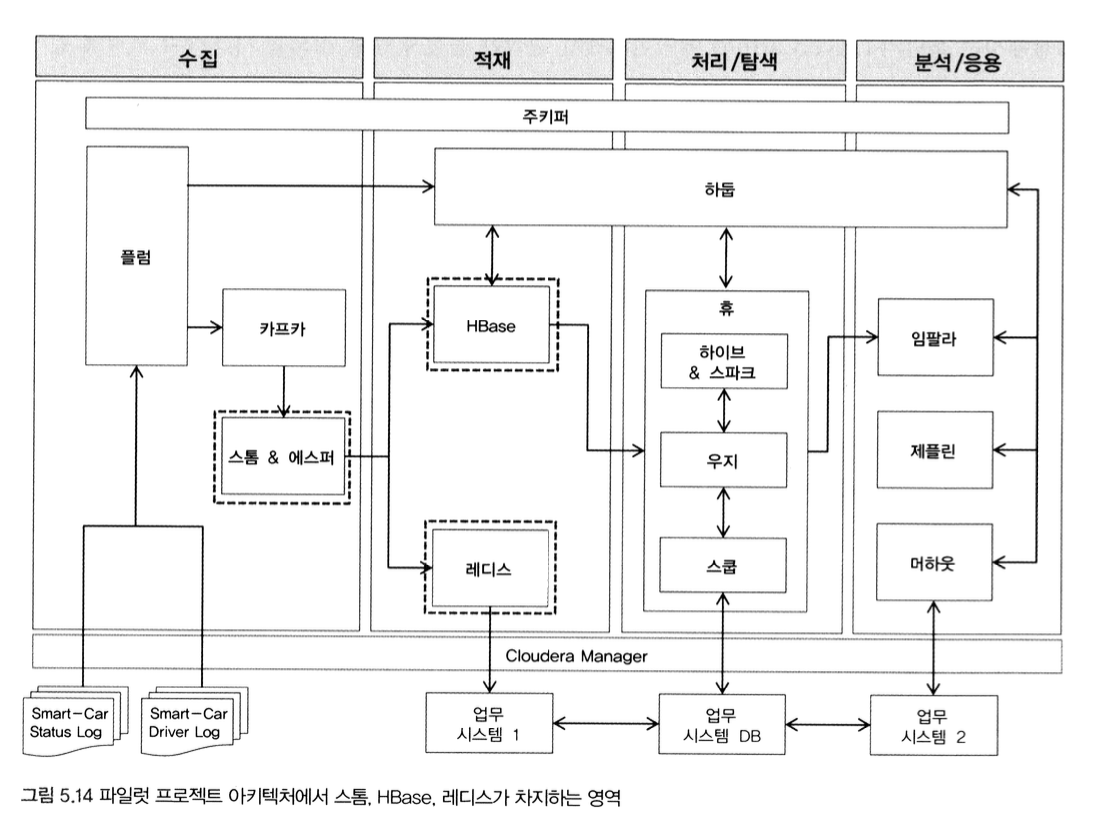 수집
적재
처리/탐색
분석/응용
주키퍼
플럼
하둡
카프카
HBase
휴
하이브
& 스파크
임팔라
스톰 & 에스퍼
우지
제플린
레디스
스쿱
머하웃
Cloudera Manager
Smart-Car
Status Log
Smart-Car
Driver Log
업무
시스템 1
업무
시스템 DB
업무
시스템 2
그림 5.14 파일럿 프로젝트 아키텍처에서 스톰, HBase, 레디스가 차지하는 영역